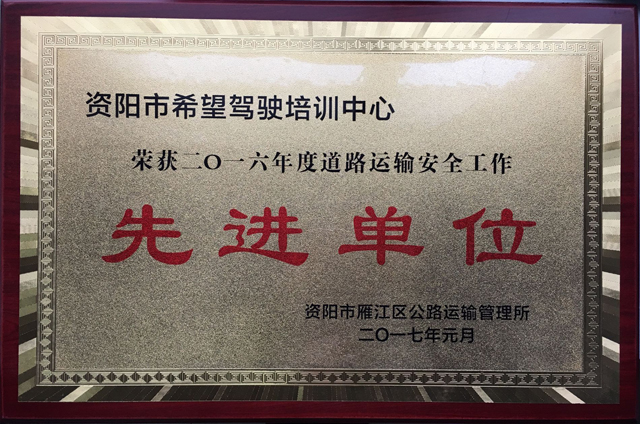 资阳市希望驾驶培训中心
荣获二〇一六年度道路运输安全工作
先进单位
资阳市雁江区公路运输管理所
二〇一七年元月